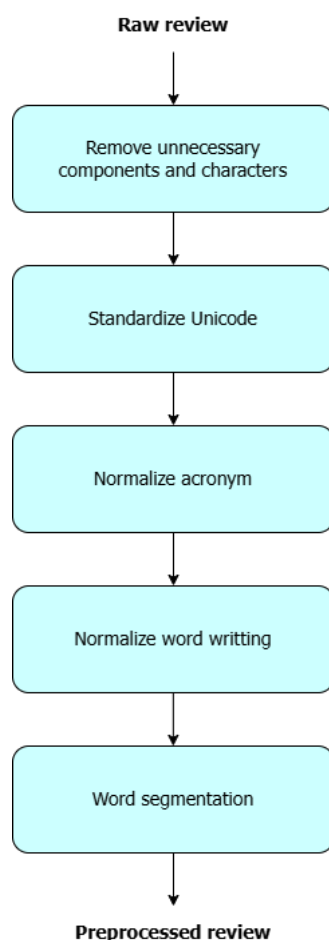 Raw review
Remove unnecessary
components and characters
Standardize Unicode
Normalize acronym
Normalize word writting
Word segmentation
Preprocessed review